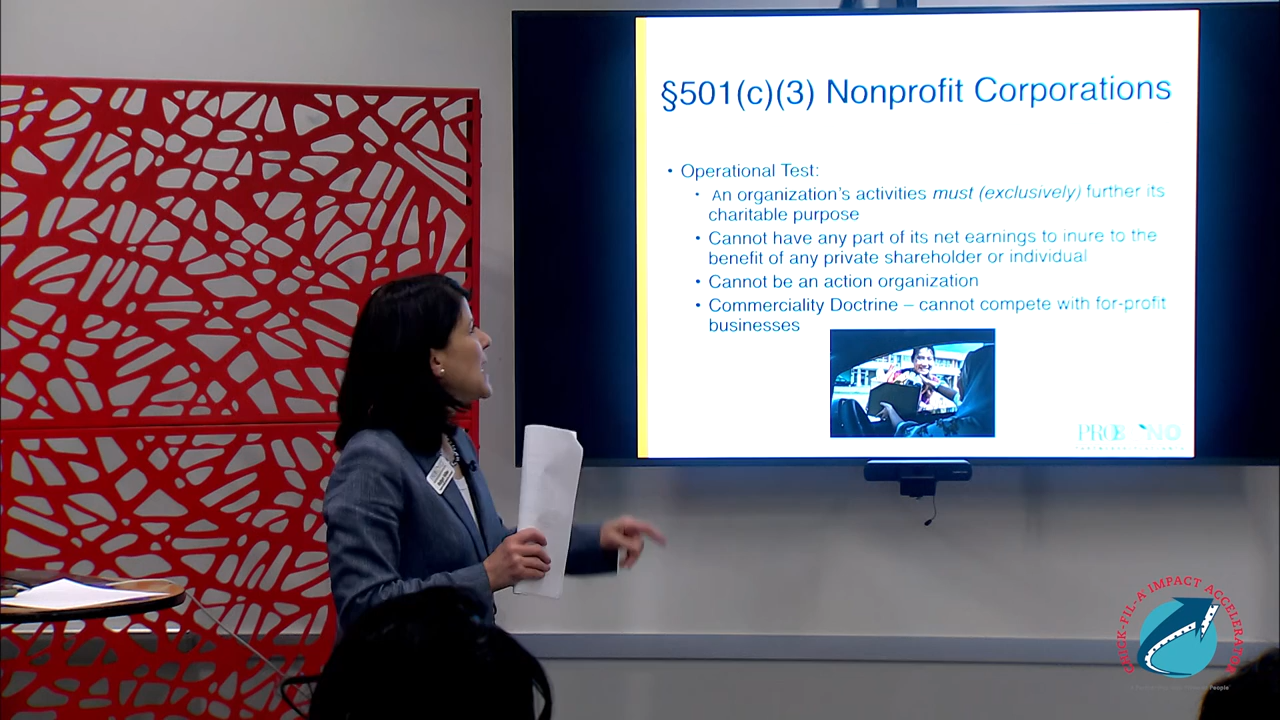 §501(c)(3) Nonprofit Corporations
• Operational Test:
• An organization's activities must (exclusively) further its
charitable purpose
• Cannot have any part of its net earnings to inure to the
benefit of any private shareholder or individual
• Cannot be an action organization
• Commerciality Doctrine – cannot compete with for-profit
businesses
CHICK-FIL-A IMPACT ACCELERATOR